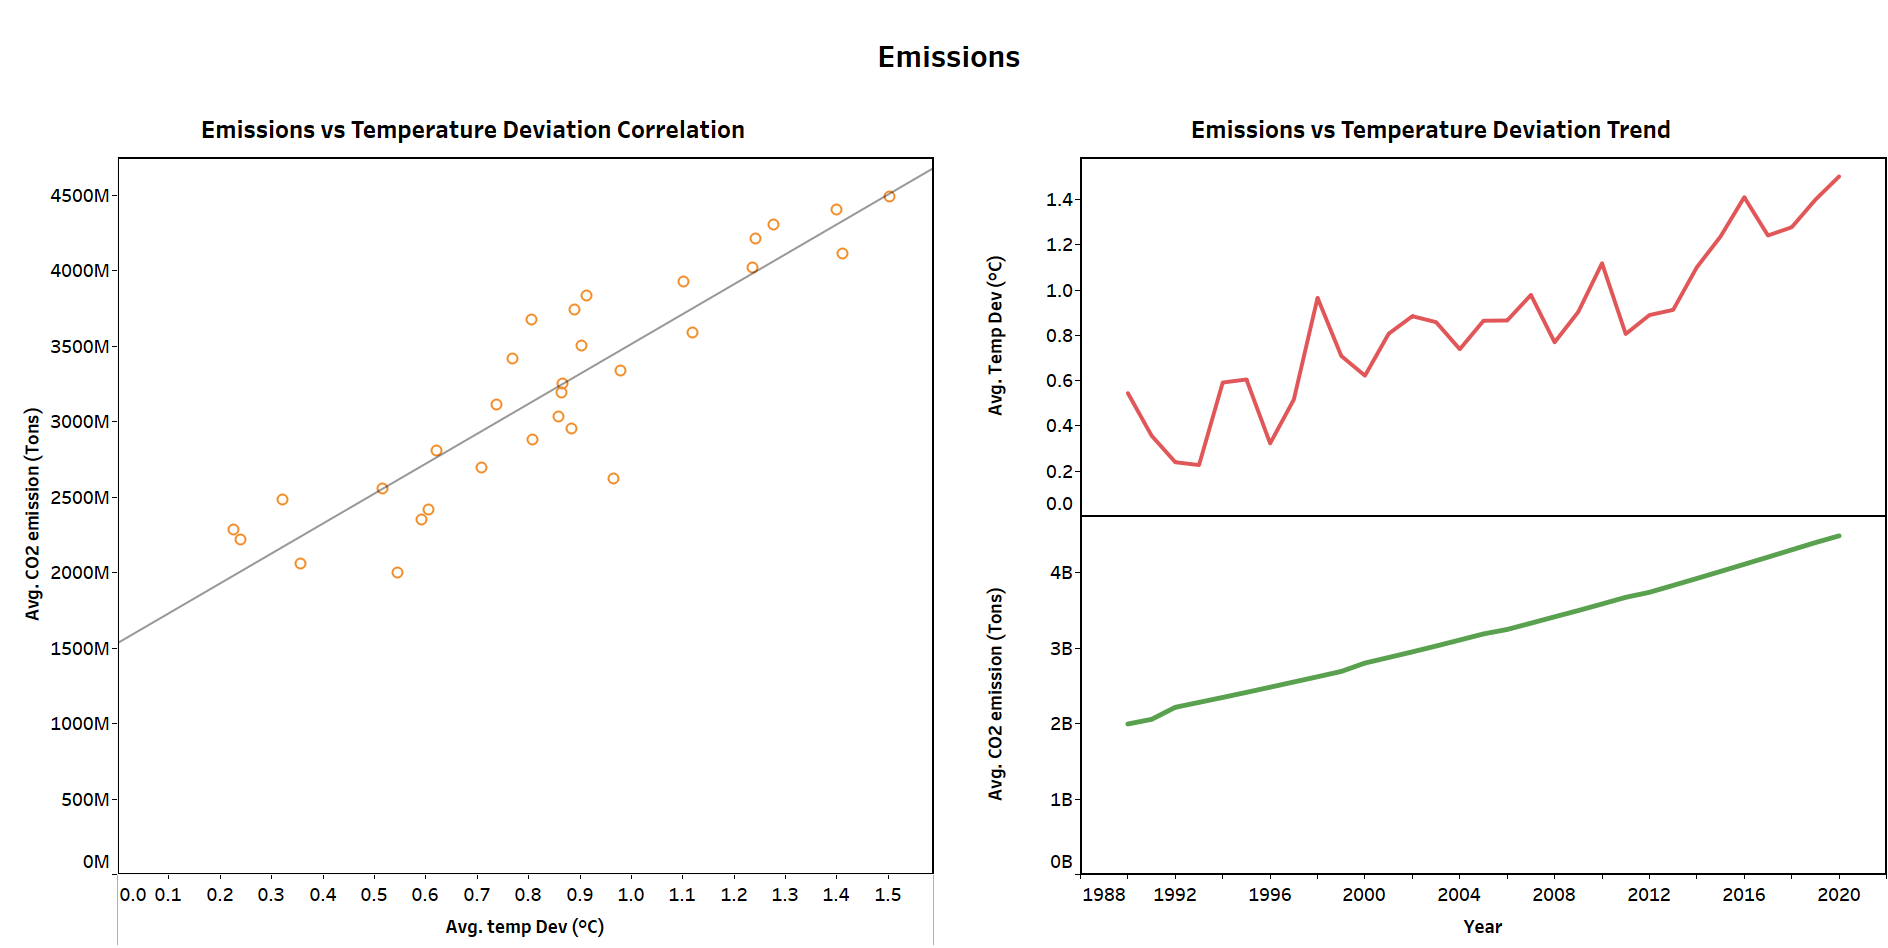 Emissions
Emissions vs Temperature Deviation Correlation
Avg. CO2 emission (Tons)
4500M
4000M
3500M
3000M
2500M
2000M
1500M
1000M
500M
0M
0.0 0.1 0.2 0.3 0.4 0.5 0.6 0.7 0.8 0.9 1.0 1.1 1.2 1.3 1.4 1.5
Avg. temp Dev (°C)
Emissions vs Temperature Deviation Trend
Avg. Temp Dev (°C)
1.4
1.2
1.0
0.8
0.6
0.4
0.2
0.0
Avg. CO2 emission (Tons)
4B
3B
2B
1B
0B
1988 1992 1996 2000 2004 2008 2012 2016 2020
Year